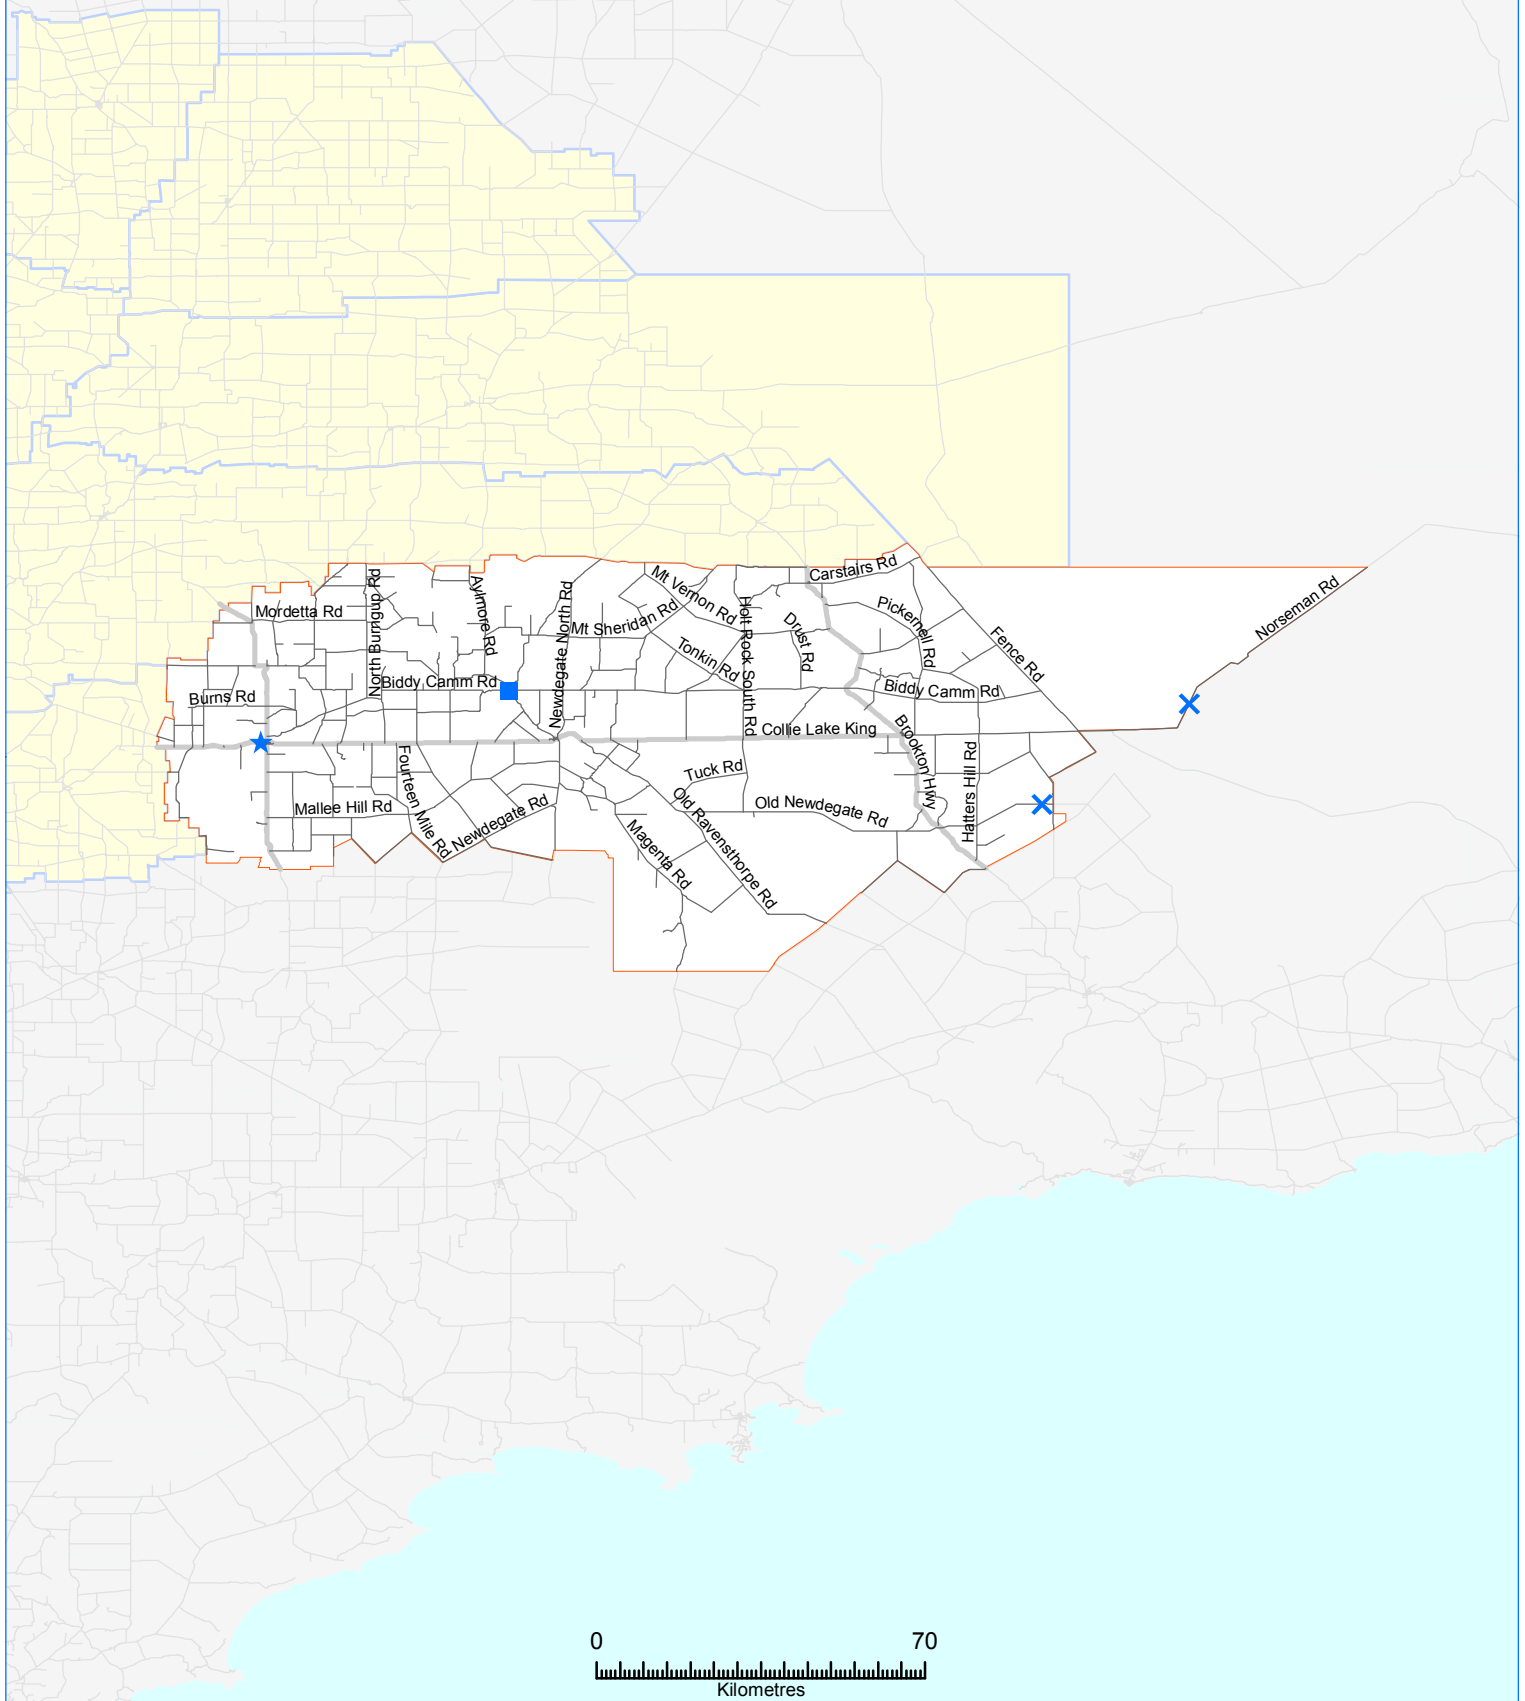 Carstairs Rd
Mt Vernon Rd
North Burngup Rd
Aylmore Rd
Newdegate North Rd
Mordetta Rd
Mt Sheridan Rd
Holt Rock South Rd
Drust Rd
Pickernell Rd
Fence Rd
Norseman Rd
Tonkin Rd
Biddy Camm Rd
Biddy Camm Rd
Burns Rd
Collie Lake King
Brookton Hwy
Hatters Hill Rd
Fourteen Mile Rd
Tuck Rd
Mallee Hill Rd
Newdegate Rd
Old Newdegate Rd
Old Ravensthorpe Rd
Magenta Rd
0 70
Kilometres